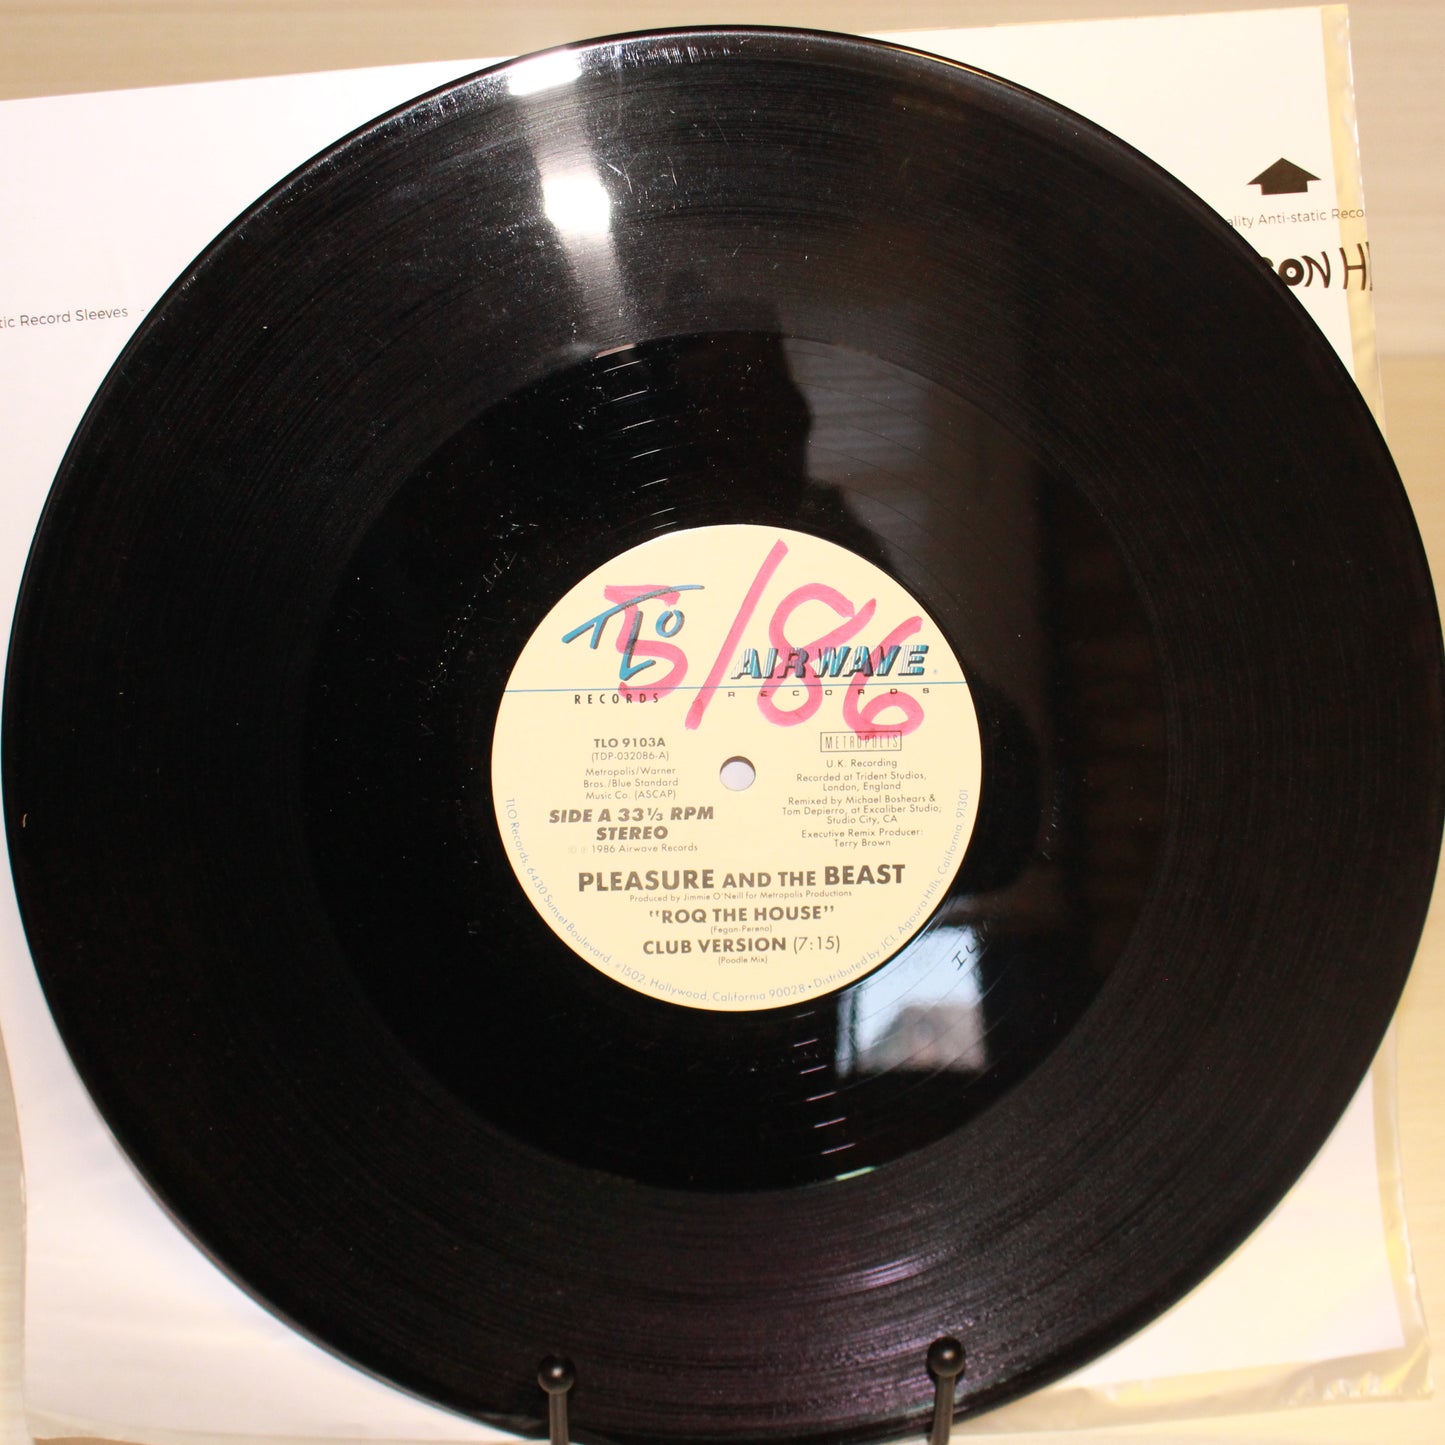 ality Anti-static Reco
SON H
tic Record Sleeves -
5/86
TLO
RECORDS
AIRWAVE
RECORDS
TLO 9103A
(TDP-032086-A)
Metropolis/Warner
Bros./Blue Standard
Music Co. (ASCAP)
SIDE A 33⅓ RPM
STEREO
© ℗ 1986 Airwave Records
METROPOLIS
U.K. Recording
Recorded at Trident Studios,
London, England
Remixed by Michael Boshears &
Tom Depierro, at Excaliber Studio;
Studio City, CA
Executive Remix Producer:
Terry Brown
PLEASURE AND THE BEAST
Produced by Jimmie O'Neill for Metropolis Productions
"ROQ THE HOUSE"
(Fegan-Pereno)
CLUB VERSION (7:15)
(Poodle Mix)
TLO Records, 6430 Sunset Boulevard, #1502, Hollywood, California 90028 • Distributed by JCI, Agoura Hills, California, 91301